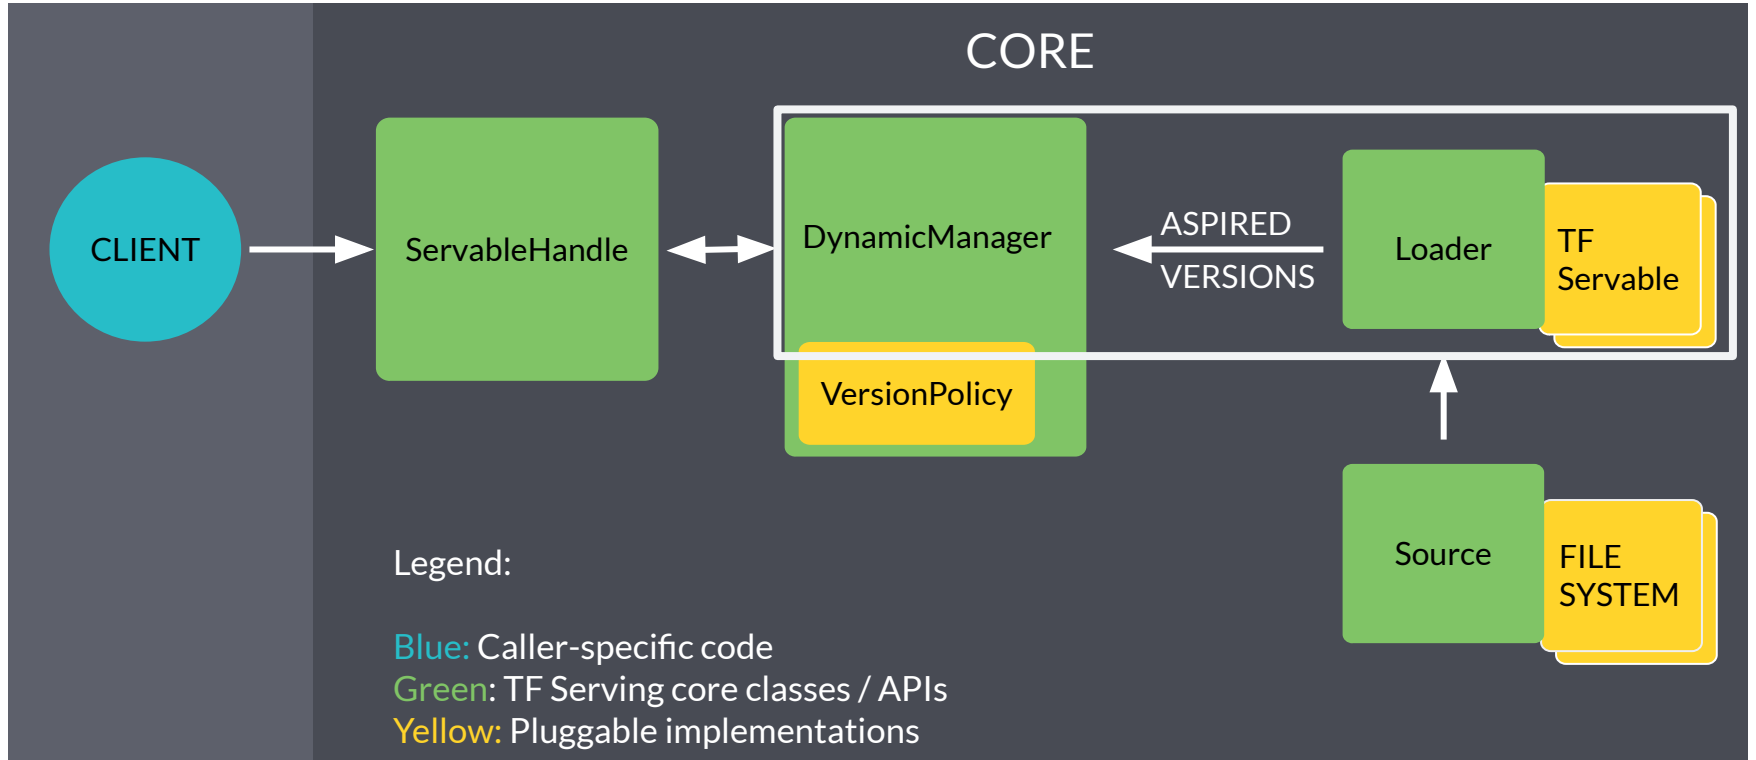 CORE
CLIENT
ServableHandle
DynamicManager
VersionPolicy
ASPIRED
VERSIONS
Loader
TF
Servable
Source
FILE
SYSTEM
Legend:
Blue: Caller-specific code
Green: TF Serving core classes / APIs
Yellow: Pluggable implementations